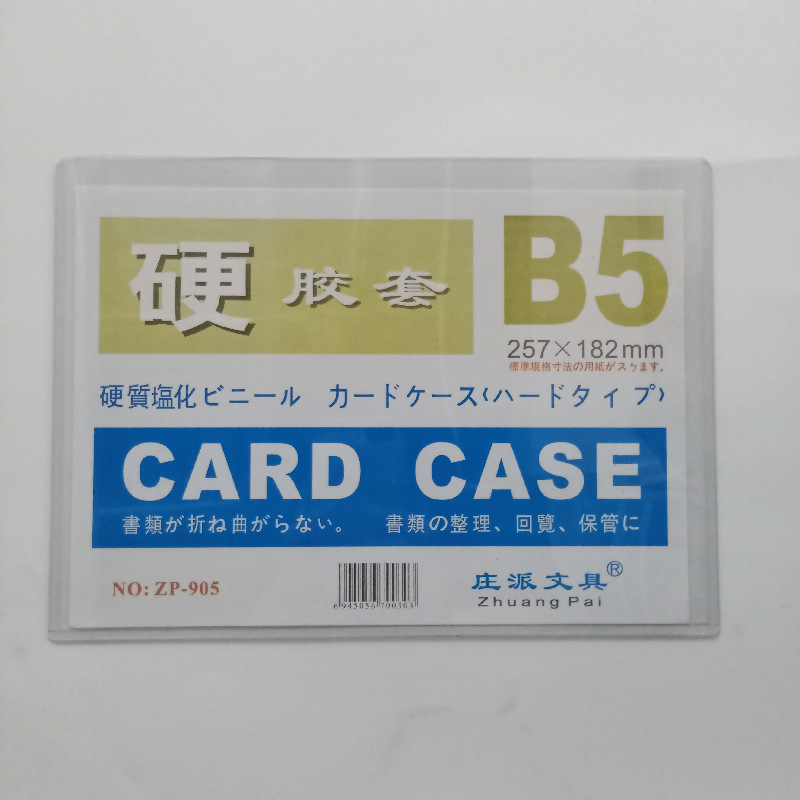 硬 胶套
B5
257×182mm
標準規格寸法の用紙がスります。
硬質塩化ビニール カードケース(ハードタイプ)
CARD CASE
書類が折ね曲がらない。 書類の整理、回覽、保管に
NO: ZP-905
6945056700303
庄派文具®
Zhuang Pai